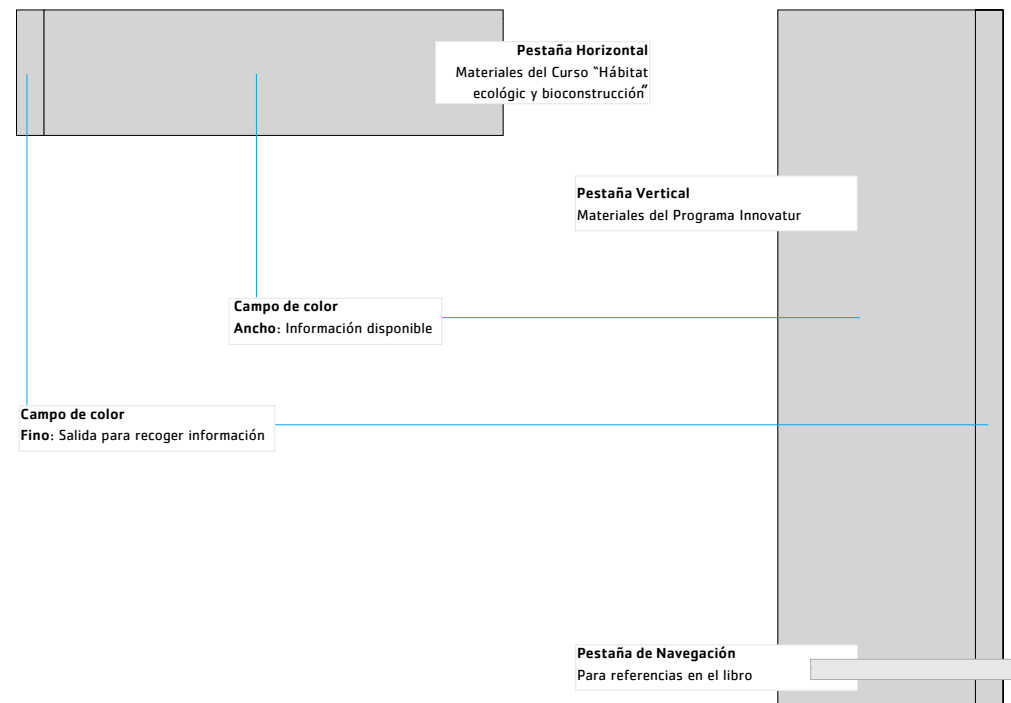 Pestaña Horizontal
Materiales del Curso “Hábitat
ecológic y bioconstrucción”
Pestaña Vertical
Materiales del Programa Innovatur
Campo de color
Ancho: Información disponible
Campo de color
Fino: Salida para recoger información
Pestaña de Navegación
Para referencias en el libro